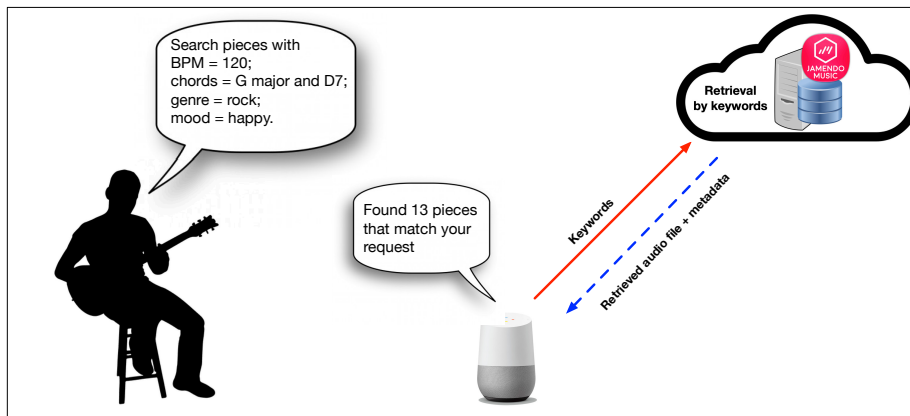 Search pieces with
BPM = 120;
chords = G major and D7;
genre = rock;
mood = happy.
JAMENDO
MUSIC
Retrieval
by keywords
Found 13 pieces
that match your
request
Keywords
Retrieved audio file + metadata